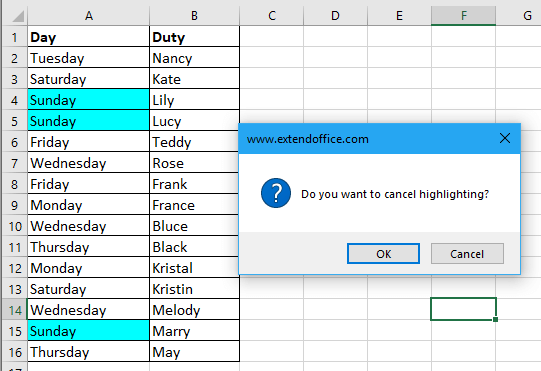 A B C D E F G
1 Day Duty
2 Tuesday Nancy
3 Saturday Kate
4 Sunday Lily
5 Sunday Lucy
6 Friday Teddy
7 Wednesday Rose
8 Friday Frank
9 Monday France
10 Wednesday Bluce
11 Thursday Black
12 Monday Kristal
13 Saturday Kristin
14 Wednesday Melody
15 Sunday Marry
16 Thursday May
www.extendoffice.com
Do you want to cancel highlighting?
OK Cancel